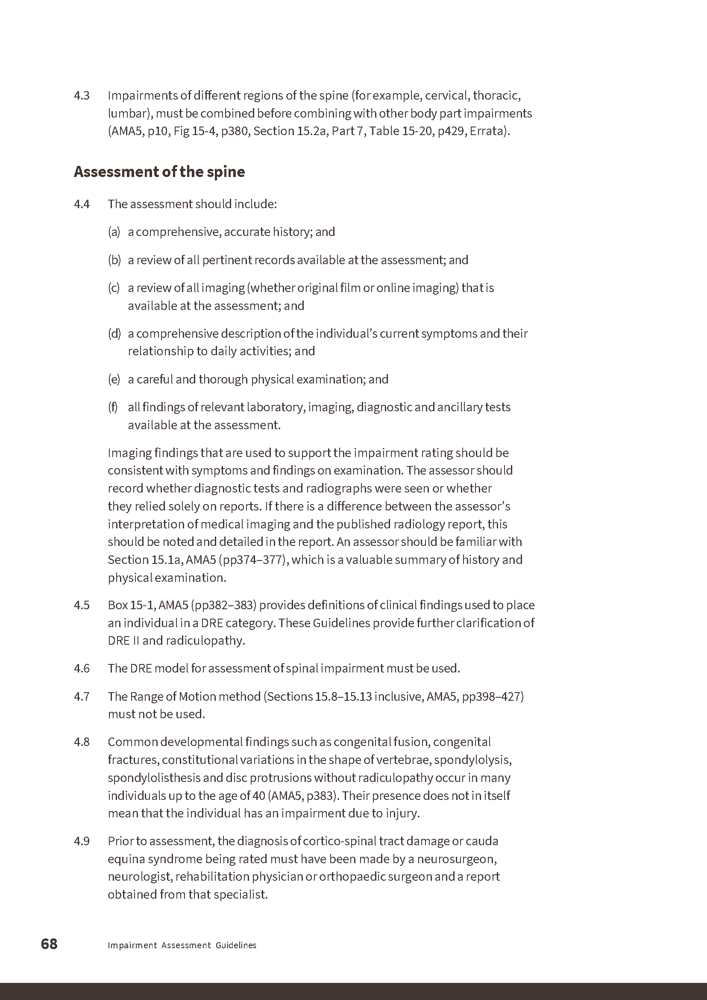 4.3 Impairments of different regions of the spine (for example, cervical, thoracic,
lumbar), must be combined before combining with other body part impairments
(AMA5, p10, Fig 15-4, p380, Section 15.2a, Part 7, Table 15-20, p429, Errata).
Assessment of the spine
4.4 The assessment should include:
(a) a comprehensive, accurate history; and
(b) a review of all pertinent records available at the assessment; and
(c) a review of all imaging (whether original film or online imaging) that is
available at the assessment; and
(d) a comprehensive description of the individual’s current symptoms and their
relationship to daily activities; and
(e) a careful and thorough physical examination; and
(f) all findings of relevant laboratory, imaging, diagnostic and ancillary tests
available at the assessment.
Imaging findings that are used to support the impairment rating should be
consistent with symptoms and findings on examination. The assessor should
record whether diagnostic tests and radiographs were seen or whether
they relied solely on reports. If there is a difference between the assessor’s
interpretation of medical imaging and the published radiology report, this
should be noted and detailed in the report. An assessor should be familiar with
Section 15.1a, AMA5 (pp374–377), which is a valuable summary of history and
physical examination.
4.5 Box 15-1, AMA5 (pp382–383) provides definitions of clinical findings used to place
an individual in a DRE category. These Guidelines provide further clarification of
DRE II and radiculopathy.
4.6 The DRE model for assessment of spinal impairment must be used.
4.7 The Range of Motion method (Sections 15.8–15.13 inclusive, AMA5, pp398–427)
must not be used.
4.8 Common developmental findings such as congenital fusion, congenital
fractures, constitutional variations in the shape of vertebrae, spondylolysis,
spondylolisthesis and disc protrusions without radiculopathy occur in many
individuals up to the age of 40 (AMA5, p383). Their presence does not in itself
mean that the individual has an impairment due to injury.
4.9 Prior to assessment, the diagnosis of cortico-spinal tract damage or cauda
equina syndrome being rated must have been made by a neurosurgeon,
neurologist, rehabilitation physician or orthopaedic surgeon and a report
obtained from that specialist.
68 Impairment Assessment Guidelines